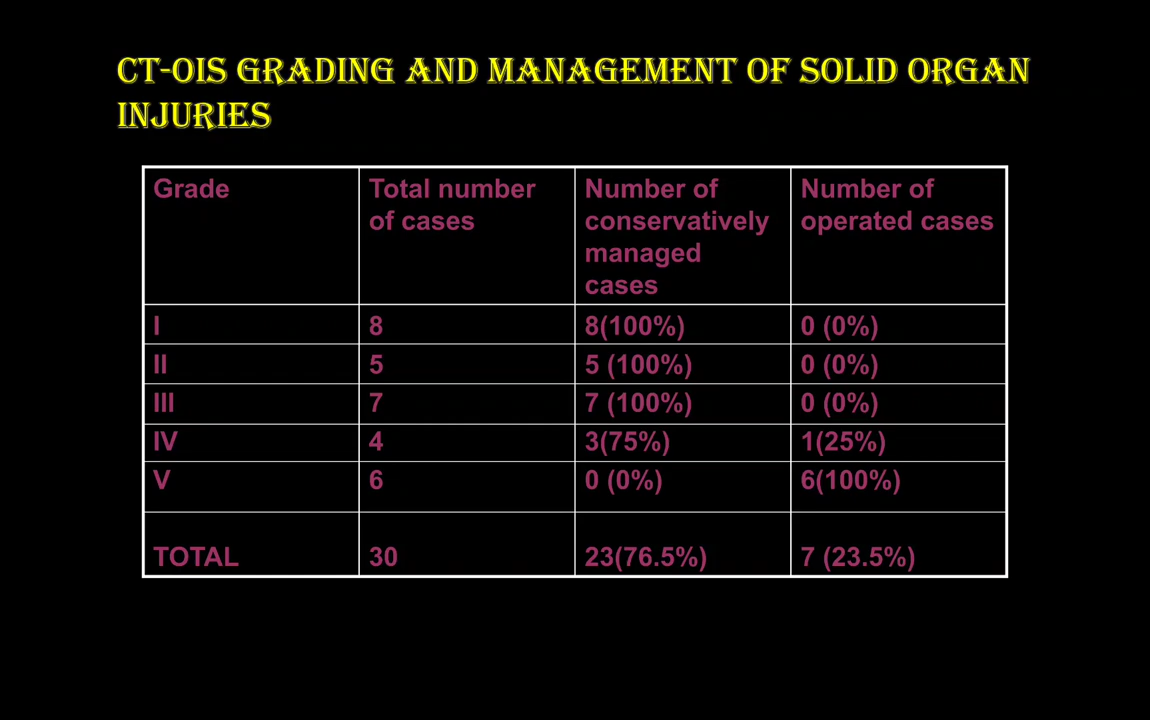 CT-OIS GRADING AND MANAGEMENT OF SOLID ORGAN
INJURIES
Grade
Total number
of cases
Number of
conservatively
managed
cases
Number of
operated cases
I 8 8(100%) 0 (0%)
II 5 5 (100%) 0 (0%)
III 7 7 (100%) 0 (0%)
IV 4 3(75%) 1(25%)
V 6 0 (0%) 6(100%)
TOTAL 30 23(76.5%) 7 (23.5%)